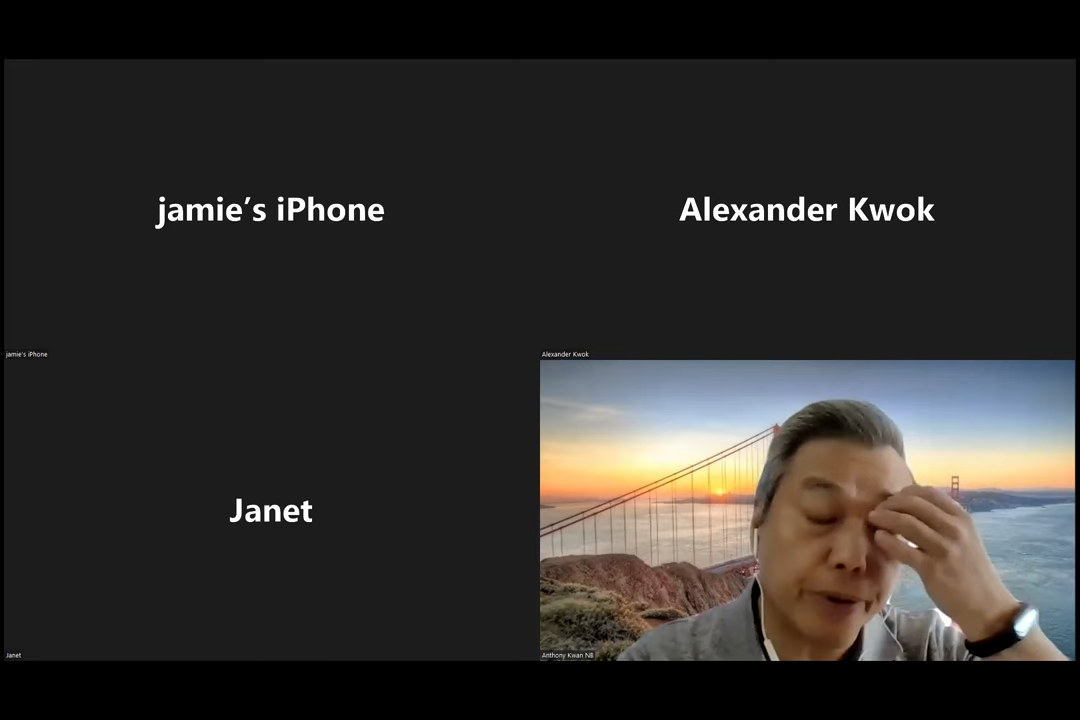 jamie’s iPhone
Alexander Kwok
jamie's iPhone
Alexander Kwok
Janet
Janet
Anthony Kwan NB